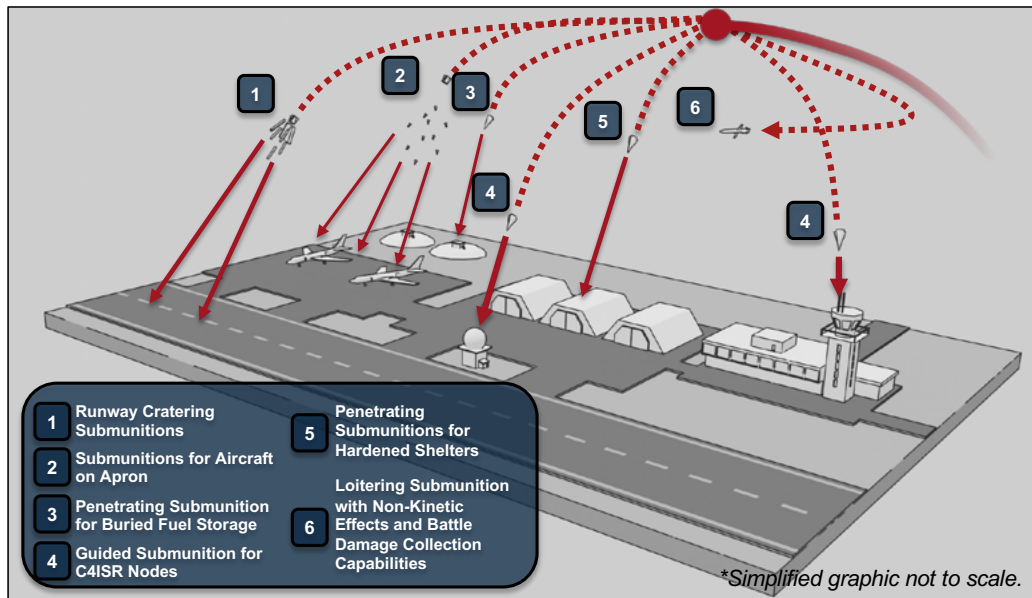 1
2
3
4
5
6
4
1 Runway Cratering
Submunitions
2 Submunitions for Aircraft
on Apron
3 Penetrating Submunition
for Buried Fuel Storage
4 Guided Submunition for
C4ISR Nodes
5 Penetrating
Submunitions for
Hardened Shelters
6 Loitering Submunition
with Non-Kinetic
Effects and Battle
Damage Collection
Capabilities
*Simplified graphic not to scale.